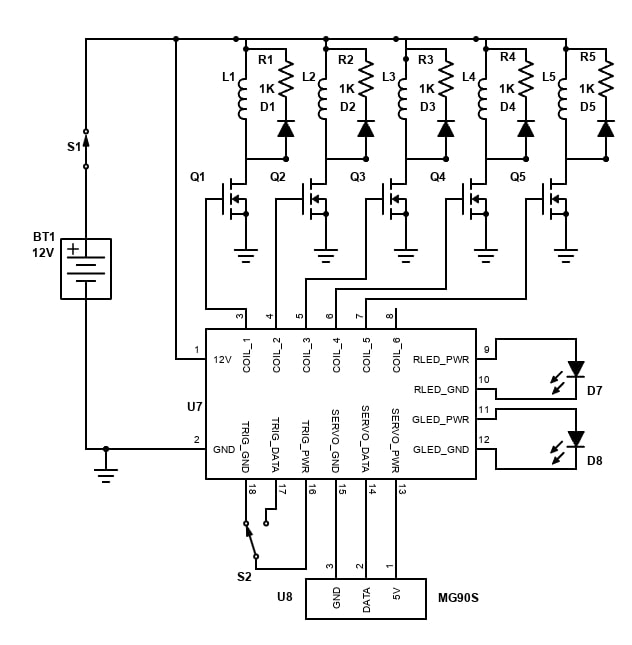 R1 R2 R3 R4 R5
L1 L2 L3 L4 L5
1K 1K 1K 1K 1K
D1 D2 D3 D4 D5
S1
Q1 Q2 Q3 Q4 Q5
BT1
12V
+
3 4 5 6 7 8
COIL_1 COIL_2 COIL_3 COIL_4 COIL_5 COIL_6
1 12V
RLED_PWR 9
RLED_GND 10
D7
U7
GLED_PWR 11
2 GND
GLED_GND 12
D8
TRIG_GND TRIG_DATA TRIG_PWR SERVO_GND SERVO_DATA SERVO_PWR
18 17 16 15 14 13
S2
3 2 1
U8
GND DATA 5V
MG90S